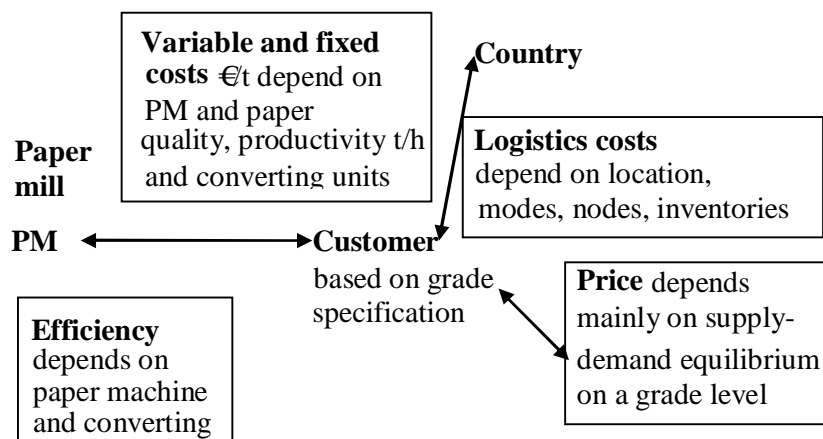 Variable and fixed
costs €/t depend on
PM and paper
quality, productivity t/h
and converting units
Country
Paper
mill
Logistics costs
depend on location,
modes, nodes, inventories
PM
Customer
based on grade
specification
Price depends
mainly on supply-
demand equilibrium
on a grade level
Efficiency
depends on
paper machine
and converting